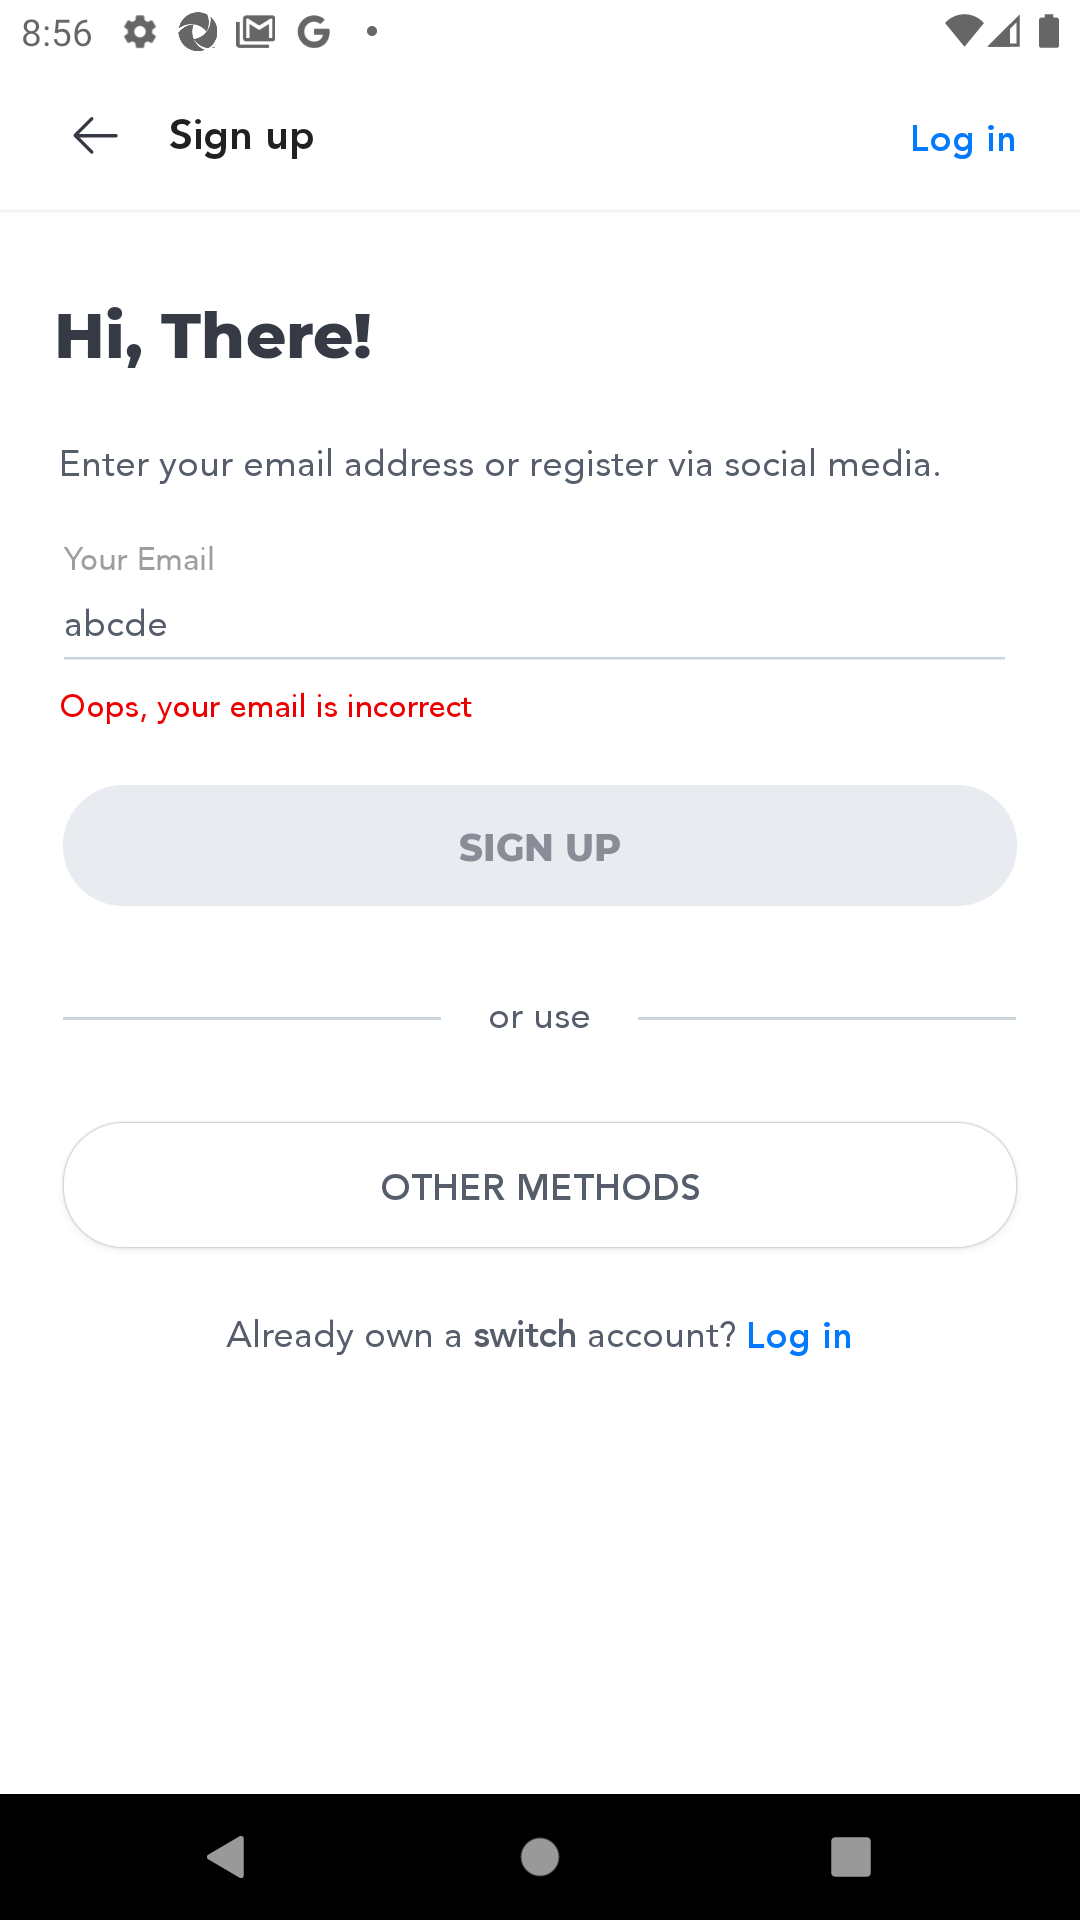 8:56
Sign up
Log in
Hi, There!
Enter your email address or register via social media.
Your Email
abcde
Oops, your email is incorrect
SIGN UP
or use
OTHER METHODS
Already own a switch account? Log in